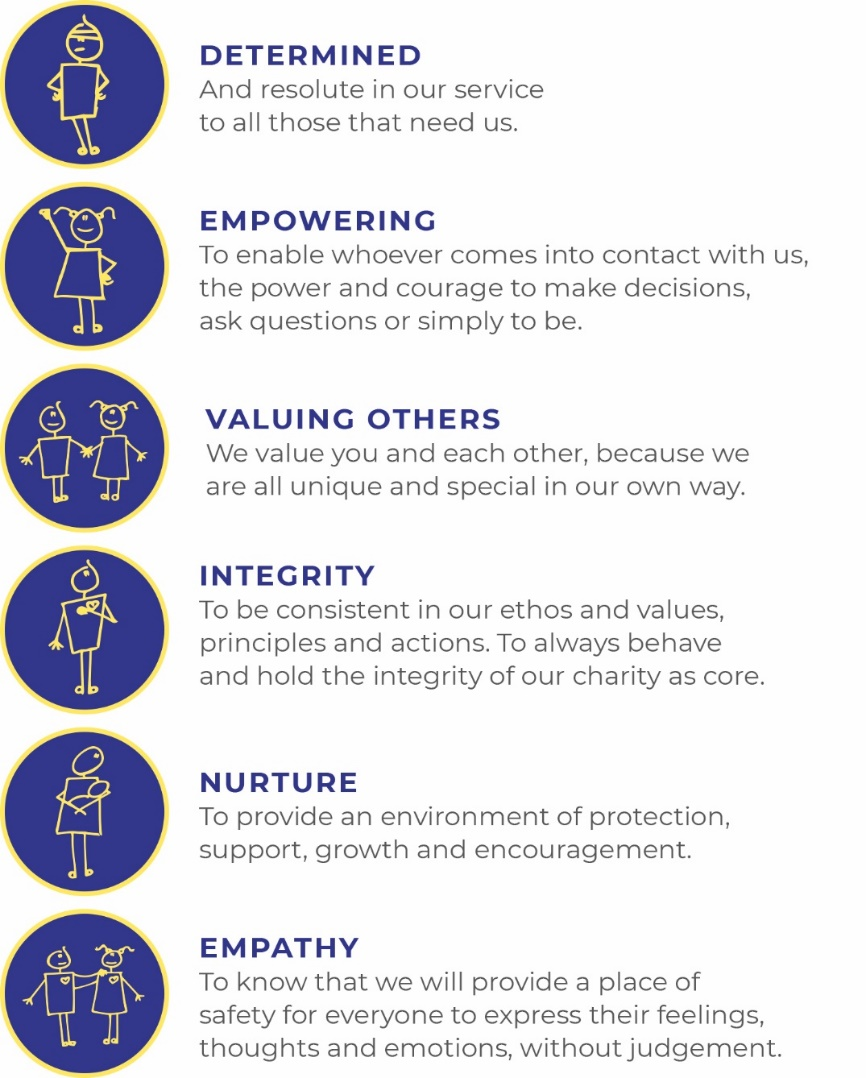 DETERMINED
And resolute in our service
to all those that need us.
EMPOWERING
To enable whoever comes into contact with us,
the power and courage to make decisions,
ask questions or simply to be.
VALUING OTHERS
We value you and each other, because we
are all unique and special in our own way.
INTEGRITY
To be consistent in our ethos and values,
principles and actions. To always behave
and hold the integrity of our charity as core.
NURTURE
To provide an environment of protection,
support, growth and encouragement.
EMPATHY
To know that we will provide a place of
safety for everyone to express their feelings,
thoughts and emotions, without judgement.